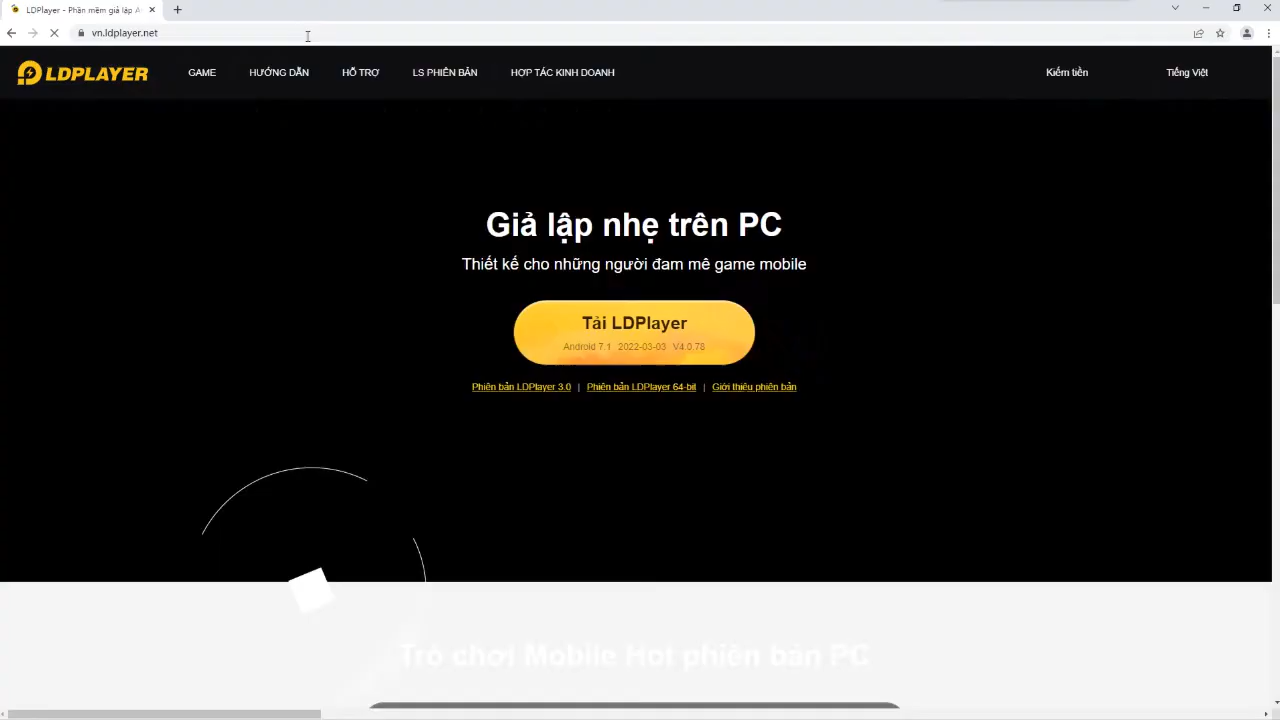 LDPlayer - Phần mềm giả lập A
vn.ldplayer.net
LDPLAYER
GAME
HƯỚNG DẪN
HỖ TRỢ
LS PHIÊN BẢN
HỢP TÁC KINH DOANH
Kiếm tiền
Tiếng Việt
Giả lập nhẹ trên PC
Thiết kế cho những người đam mê game mobile
Tải LDPlayer
Android 7.1 2022-03-03 V4.0.78
Phiên bản LDPlayer 3.0 | Phiên bản LDPlayer 64-bit | Giới thiệu phiên bản
Trò chơi Mobile Hot phiên bản PC